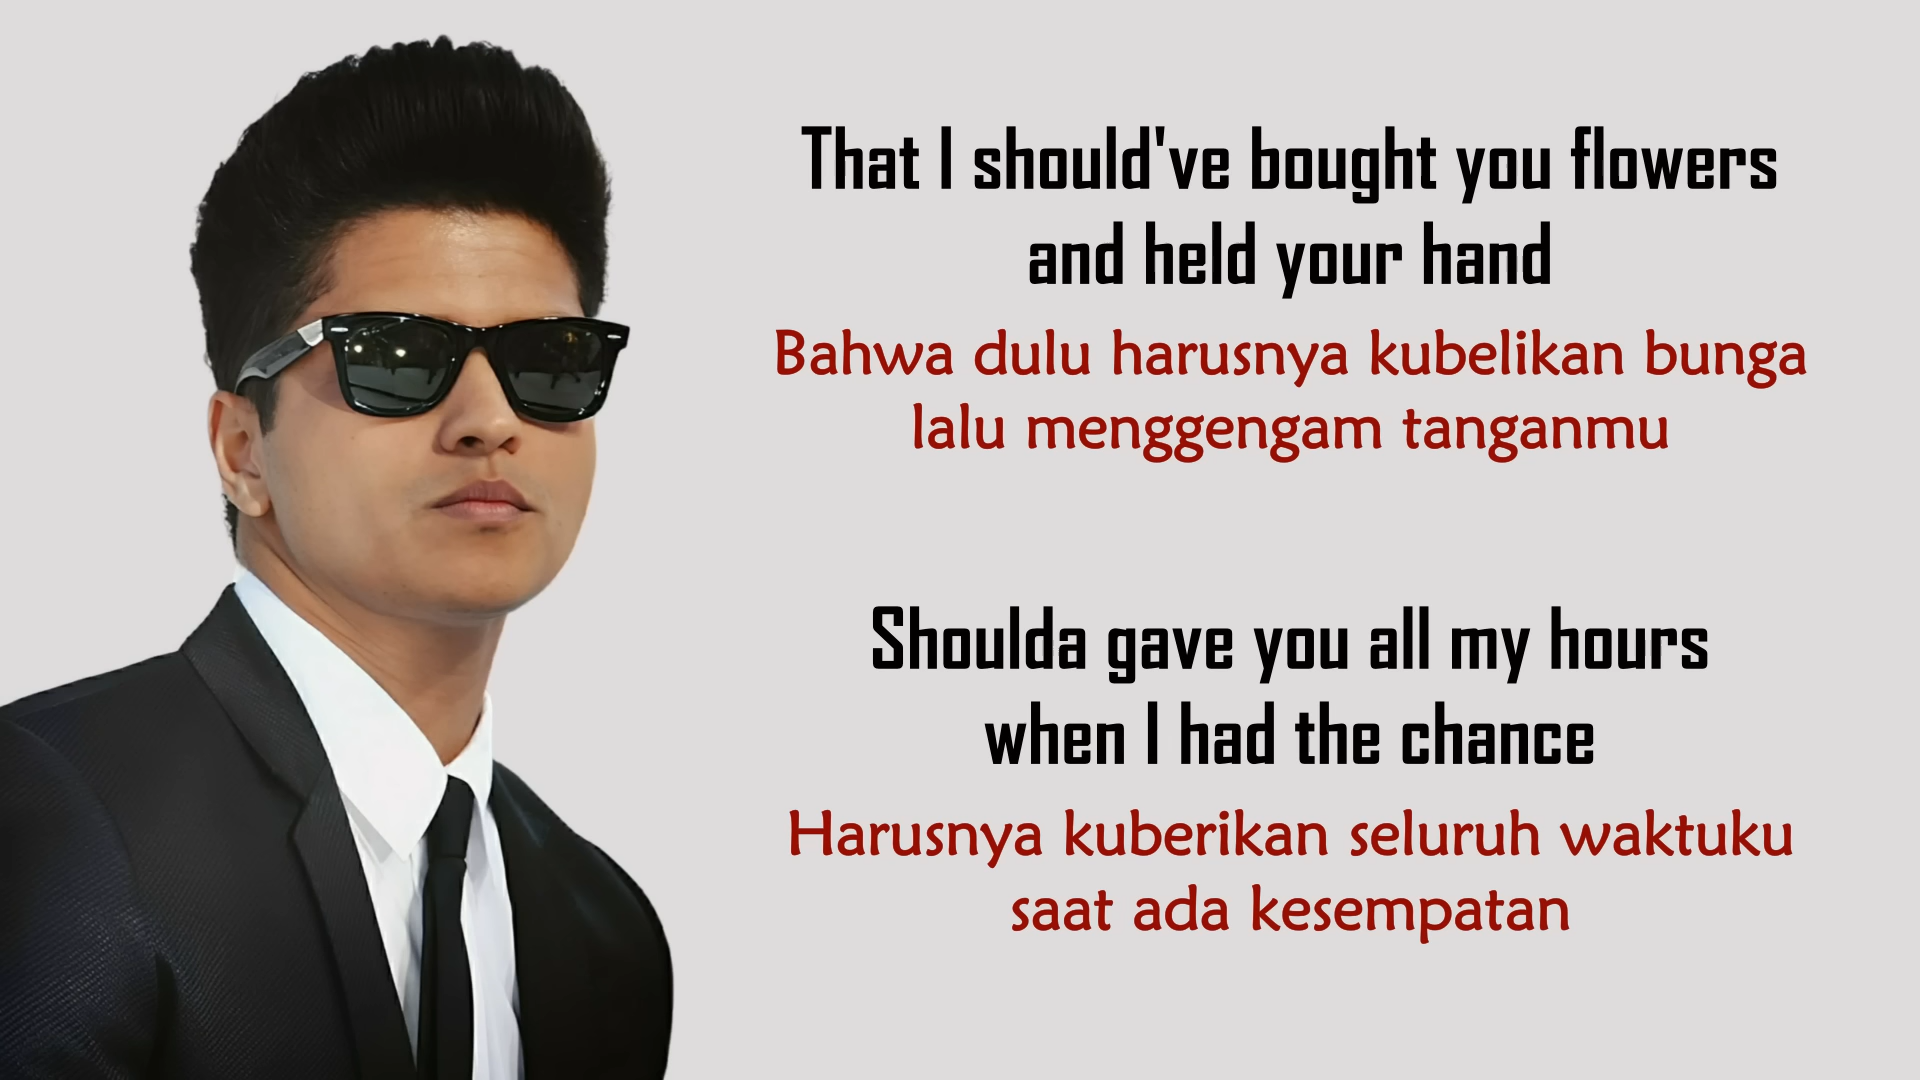 That I should've bought you flowers
and held your hand
Bahwa dulu harusnya kubelikan bunga
lalu menggengam tanganmu
Shoulda gave you all my hours
when I had the chance
Harusnya kuberikan seluruh waktuku
saat ada kesempatan